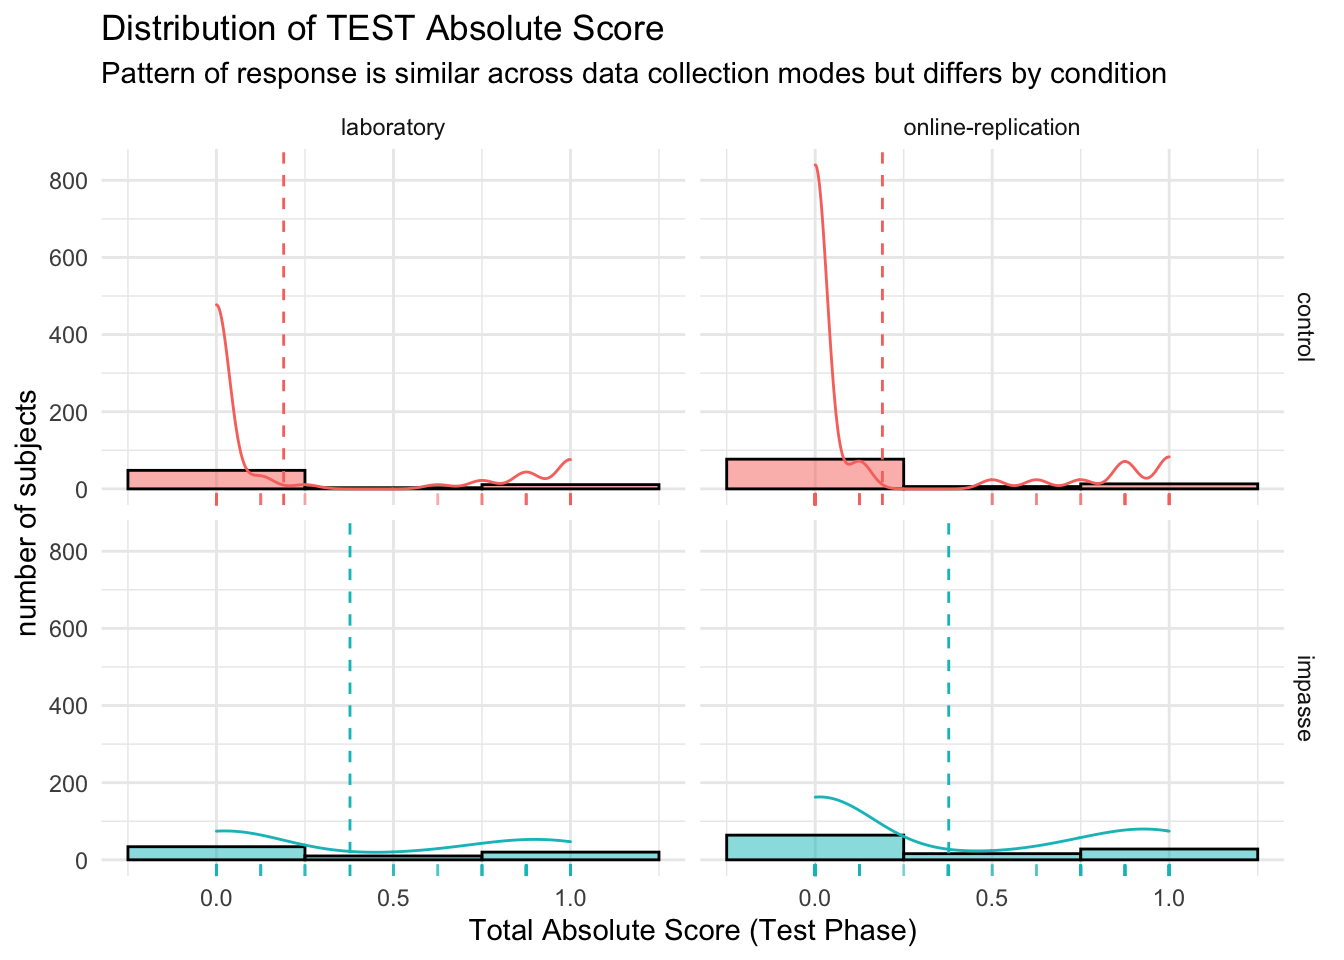 Distribution of TEST Absolute Score
Pattern of response is similar across data collection modes but differs by condition
laboratory
online-replication
800
600
400
200
0
control
800
600
400
200
0
impasse
number of subjects
0.0
0.5
1.0
0.0
0.5
1.0
Total Absolute Score (Test Phase)